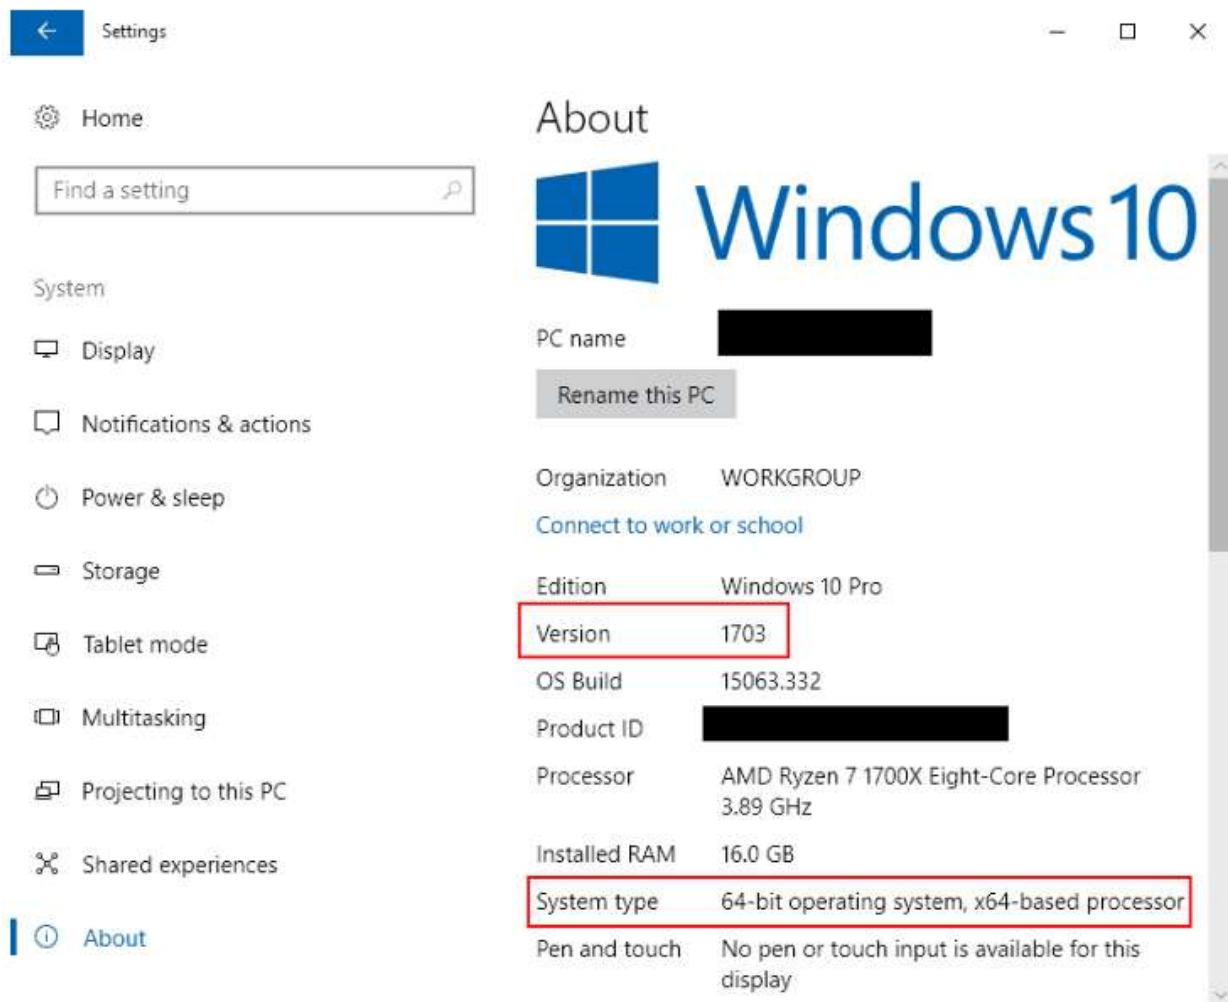 Settings
Home
Find a setting
System
Display
Notifications & actions
Power & sleep
Storage
Tablet mode
Multitasking
Projecting to this PC
Shared experiences
About
About
Windows 10
PC name
Rename this PC
Organization WORKGROUP
Connect to work or school
Edition Windows 10 Pro
Version 1703
OS Build 15063.332
Product ID
Processor AMD Ryzen 7 1700X Eight-Core Processor
3.89 GHz
Installed RAM 16.0 GB
System type 64-bit operating system, x64-based processor
Pen and touch No pen or touch input is available for this
display